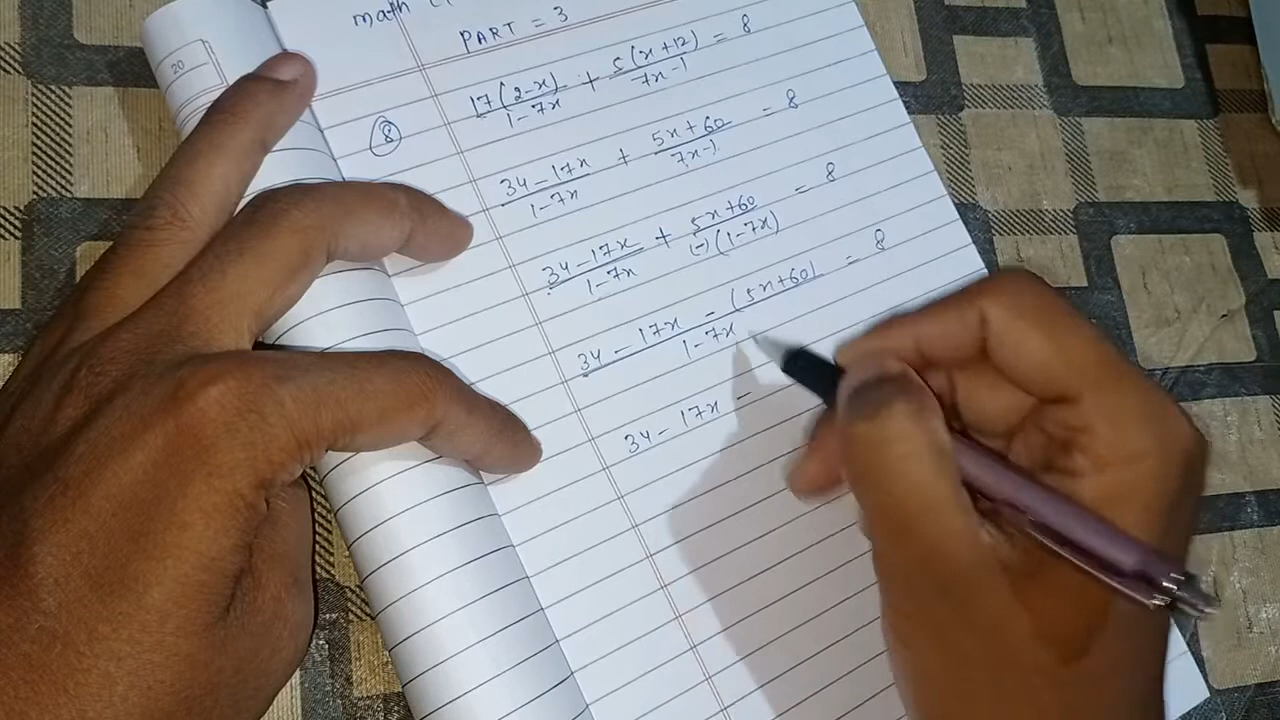 20
math
PART = 3
8
17(2-x)/1-7x + 5(x+12)/7x-1 = 8
34-17x/1-7x + 5x+60/7x-1 = 8
34-17x/1-7x + 5x+60/(-)(1-7x) = 8
34-17x-(5x+60)/1-7x = 8
34-17x-